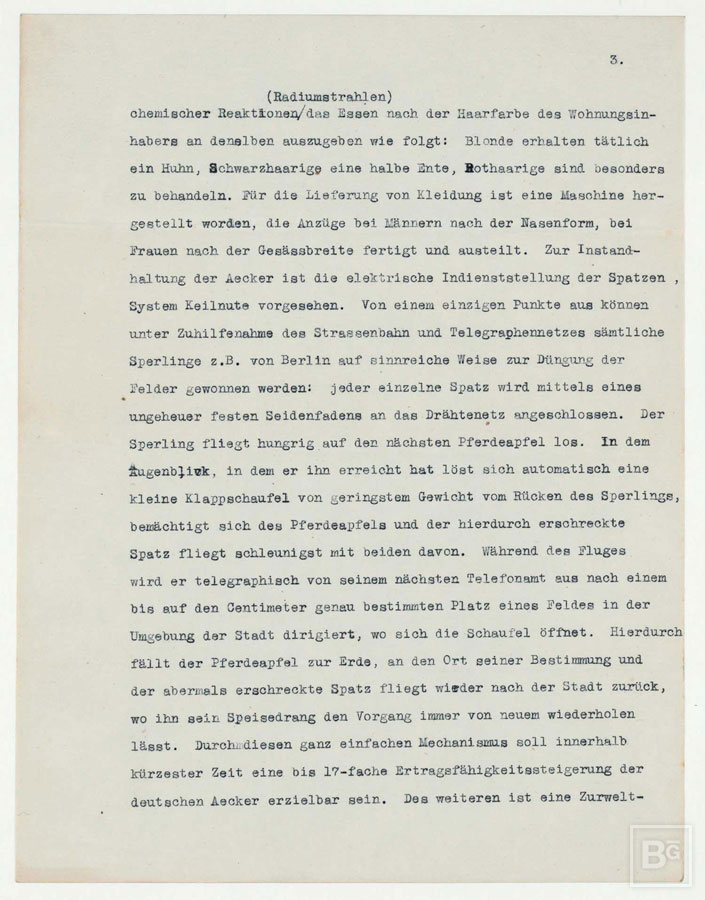 3.
(Radiumstrahlen)
chemischer Reaktionen/das Essen nach der Haarfarbe des Wohnungsin-
habers an denselben auszugeben wie folgt:  Blonde erhalten tätlich
ein Huhn, Schwarzhaarige eine halbe Ente, Rothaarige sind besonders
zu behandeln. Für die Lieferung von Kleidung ist eine Maschine her-
gestellt worden, die Anzüge bei Männern nach der Nasenform, bei
Frauen nach der Gesässbreite fertigt und austeilt.  Zur Instand-
haltung der Aecker ist die elektrische Indienststellung der Spatzen ,
System Keilnute vorgesehen.  Von einem einzigen Punkte aus können
unter Zuhilfenahme des Strassenbahn und Telegraphennetzes sämtliche
Sperlinge z.B. von Berlin auf sinnreiche Weise zur Düngung der
Felder gewonnen werden:  jeder einzelne Spatz wird mittels eines
ungeheuer festen Seidenfadens an das Drähtenetz angeschlossen.  Der
Sperling fliegt hungrig auf den nächsten Pferdeapfel los. In dem
Augenblick, in dem er ihn erreicht hat löst sich automatisch eine
kleine Klappschaufel von geringstem Gewicht vom Rücken des Sperlings,
bemächtigt sich des Pferdeapfels und der hierdurch erschreckte
Spatz fliegt schleunigst mit beiden davon.  Während des Fluges
wird er telegraphisch von seinem nächsten Telefonamt aus nach einem
bis auf den Centimeter genau bestimmten Platz eines Feldes in der
Umgebung der Stadt dirigiert, wo sich die Schaufel öffnet.  Hierdurch
fällt der Pferdeapfel zur Erde, an den Ort seiner Bestimmung und
der abermals erschreckte Spatz fliegt wieder nach der Stadt zurück,
wo ihn sein Speisedrang den Vorgang immer von neuem wiederholen
lässt.  Durch diesen ganz einfachen Mechanismus soll innerhalb
kürzester Zeit eine bis 17-fache Ertragsfähigkeitssteigerung der
deutschen Aecker erzielbar sein.  Des weiteren ist eine Zurwelt-
BG